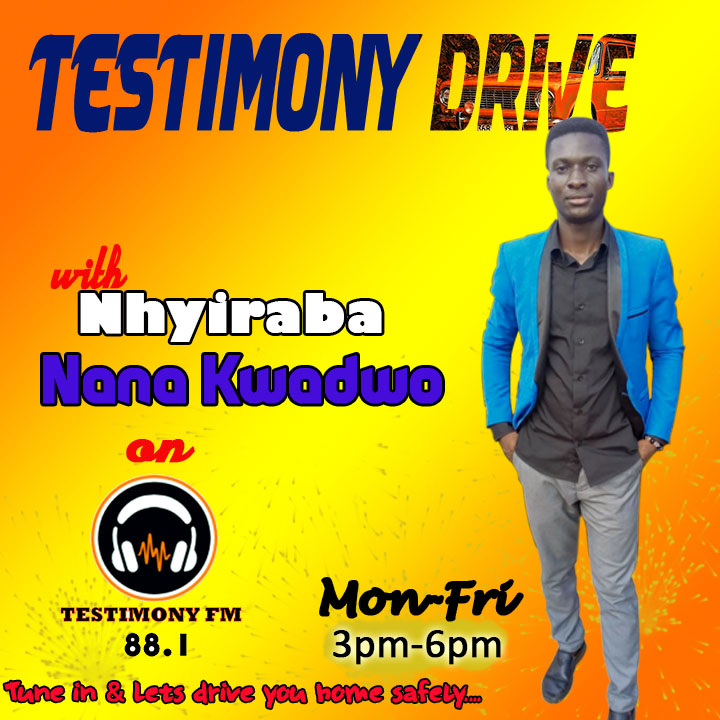 TESTIMONY DRIVE
with
Nhyiraba
Nana Kwadwo
on
TESTIMONY FM
88.1
Mon-Fri
3pm-6pm
Tune in & Lets drive you home safely....